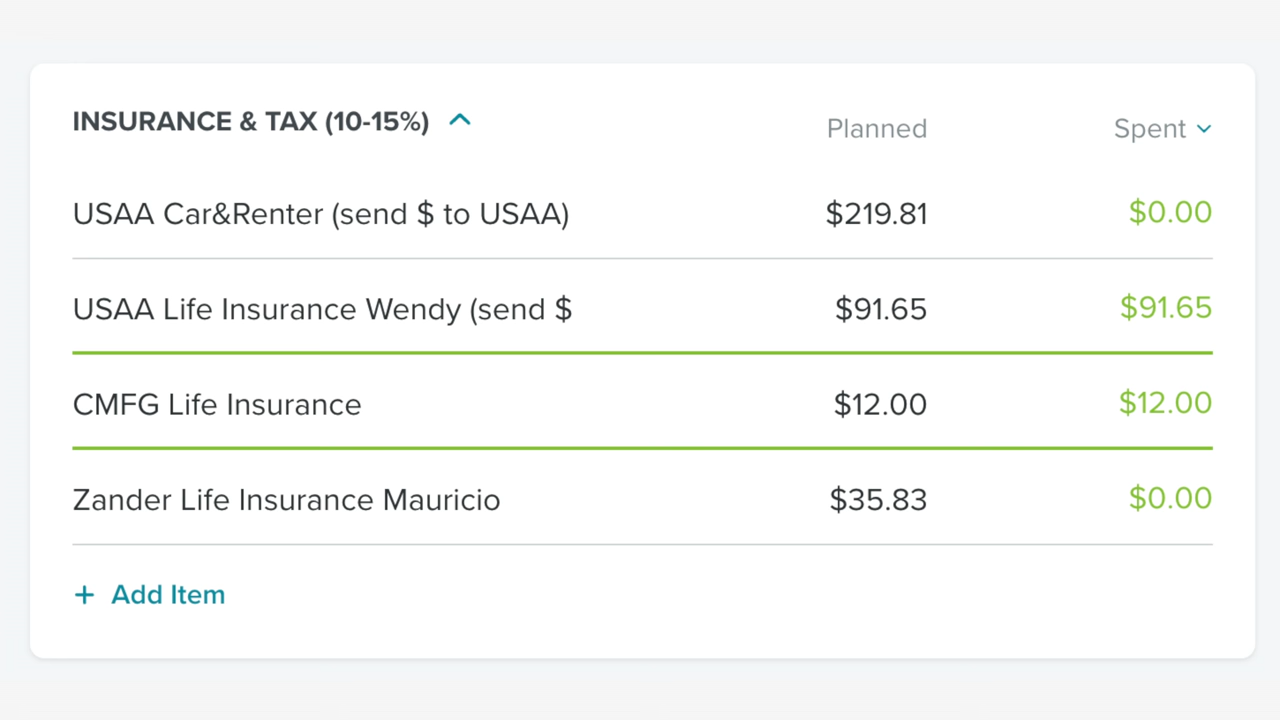 INSURANCE & TAX (10-15%) Planned Spent
USAA Car&Renter (send $ to USAA) $219.81 $0.00
USAA Life Insurance Wendy (send $ $91.65 $91.65
CMFG Life Insurance $12.00 $12.00
Zander Life Insurance Mauricio $35.83 $0.00
+ Add Item